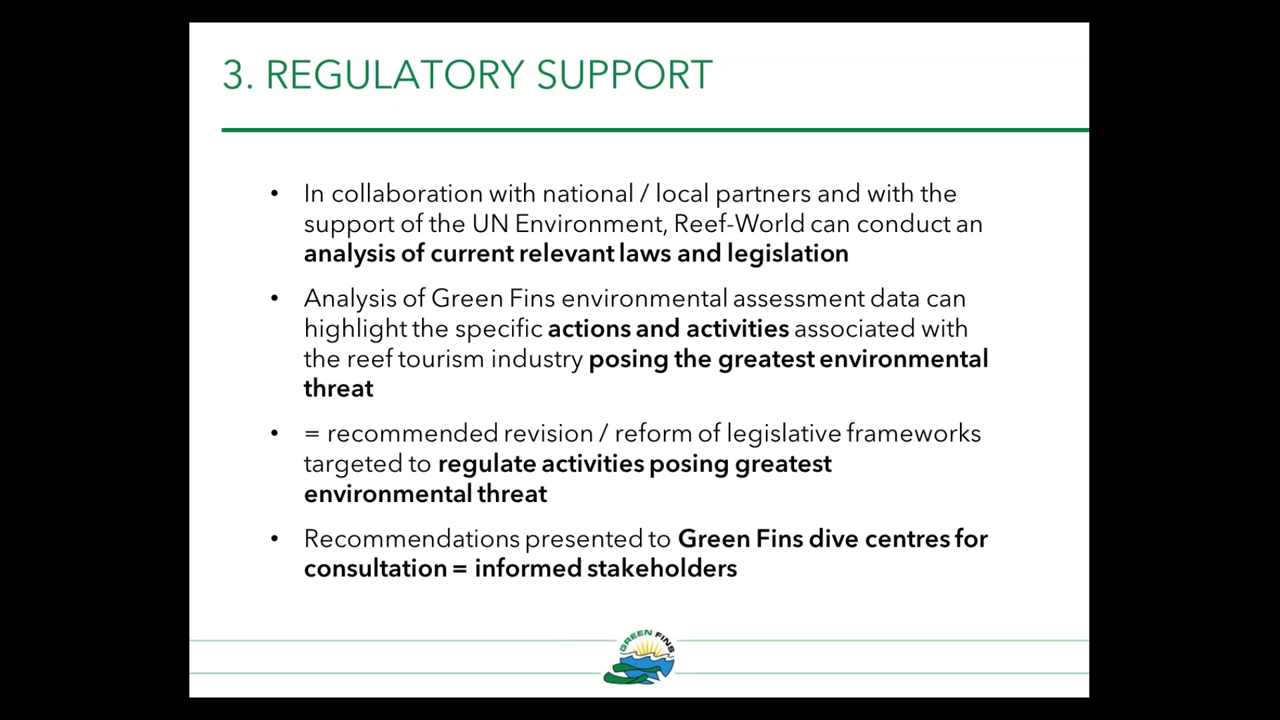 3. REGULATORY SUPPORT
• In collaboration with national / local partners and with the
support of the UN Environment, Reef-World can conduct an
analysis of current relevant laws and legislation
• Analysis of Green Fins environmental assessment data can
highlight the specific actions and activities associated with
the reef tourism industry posing the greatest environmental
threat
• = recommended revision / reform of legislative frameworks
targeted to regulate activities posing greatest
environmental threat
• Recommendations presented to Green Fins dive centres for
consultation = informed stakeholders
GREEN FINS